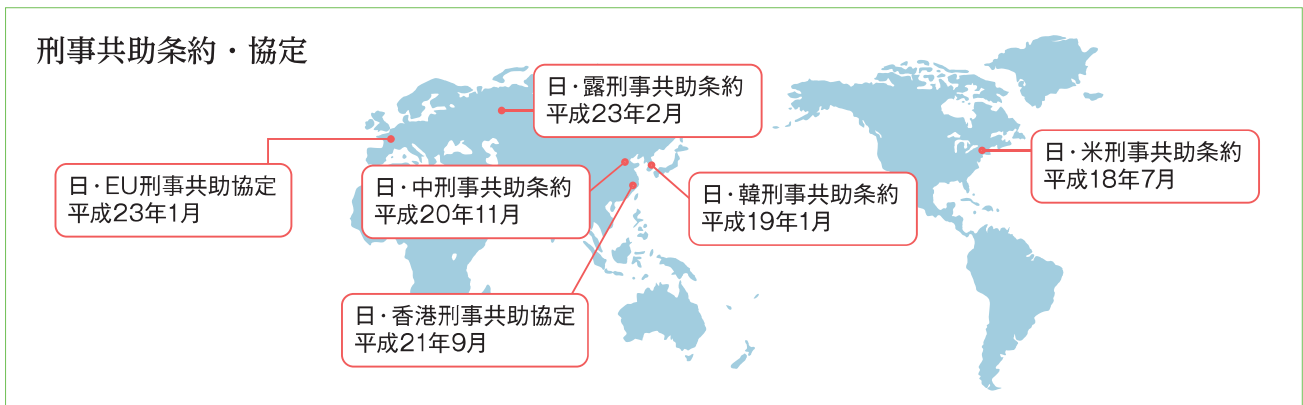 刑事共助条約・協定
日・露刑事共助条約
平成23年2月
日・米刑事共助条約
平成18年7月
日・EU刑事共助協定
平成23年1月
日・中刑事共助条約
平成20年11月
日・韓刑事共助条約
平成19年1月
日・香港刑事共助協定
平成21年9月